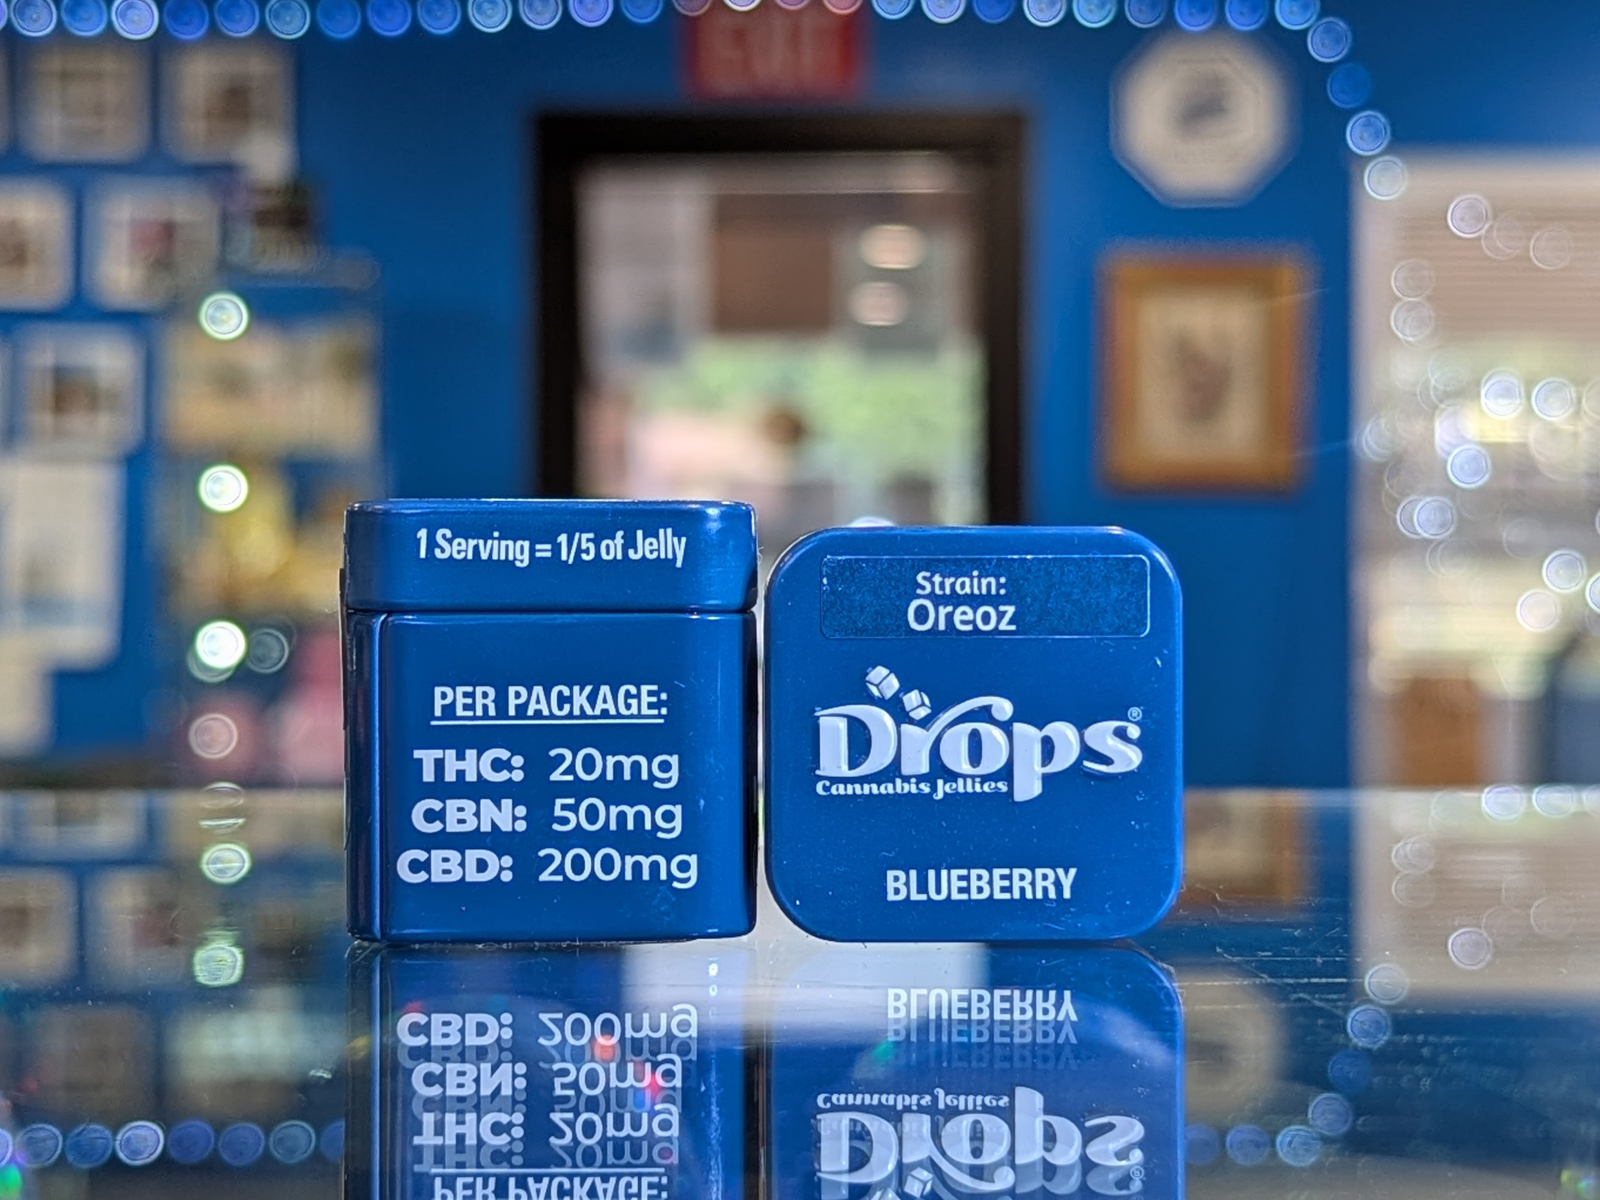 EXIT
1 Serving = 1/5 of Jelly
PER PACKAGE:
THC: 20mg
CBN: 50mg
CBD: 200mg
Strain:
Oreoz
Drops®
Cannabis Jellies
BLUEBERRY